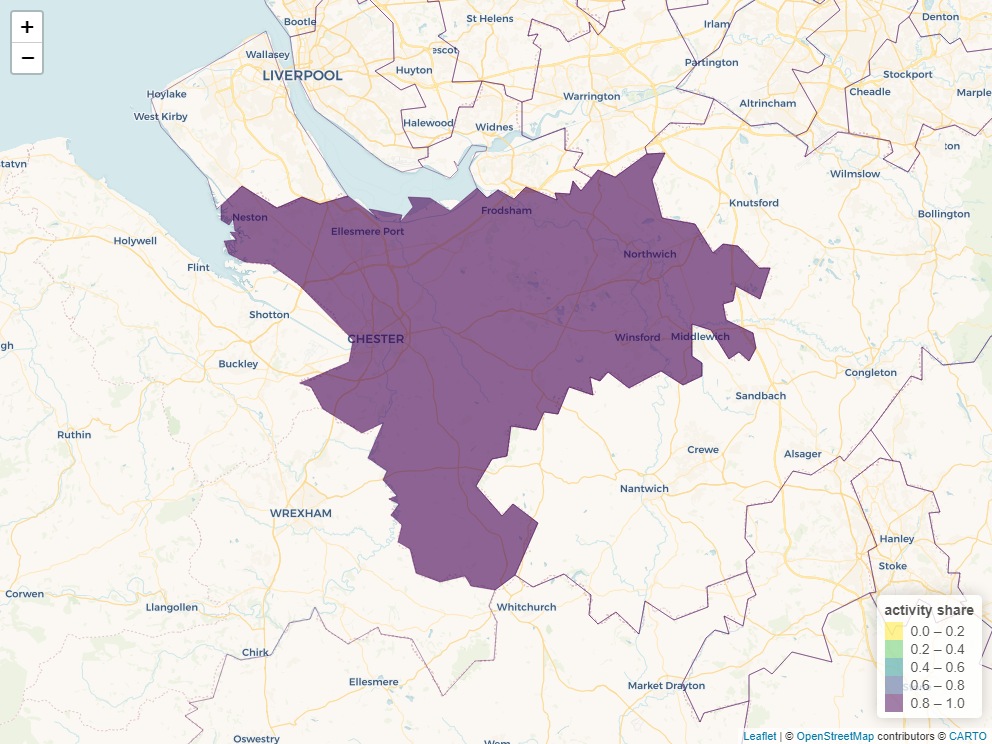 +
−
Bootle
St Helens
Irlam
Denton
Wallasey
escot
LIVERPOOL
Huyton
Partington
Stockport
Hoylake
Warrington
Cheadle
Marple
West Kirby
Altrincham
Halewood
Widnes
ton
statyn
Wilmslow
Knutsford
Neston
Frodsham
Bollington
Ellesmere Port
Holywell
Northwich
Flint
Shotton
CHESTER
Winsford
Middlewich
gh
Buckley
Congleton
Sandbach
Ruthin
Crewe
Alsager
Nantwich
WREXHAM
Hanley
Stoke
Corwen
Llangollen
Whitchurch
Chirk
Ellesmere
Market Drayton
Oswestry
Wem
activity share
0.0 – 0.2
0.2 – 0.4
0.4 – 0.6
0.6 – 0.8
0.8 – 1.0
Leaflet | © OpenStreetMap contributors © CARTO